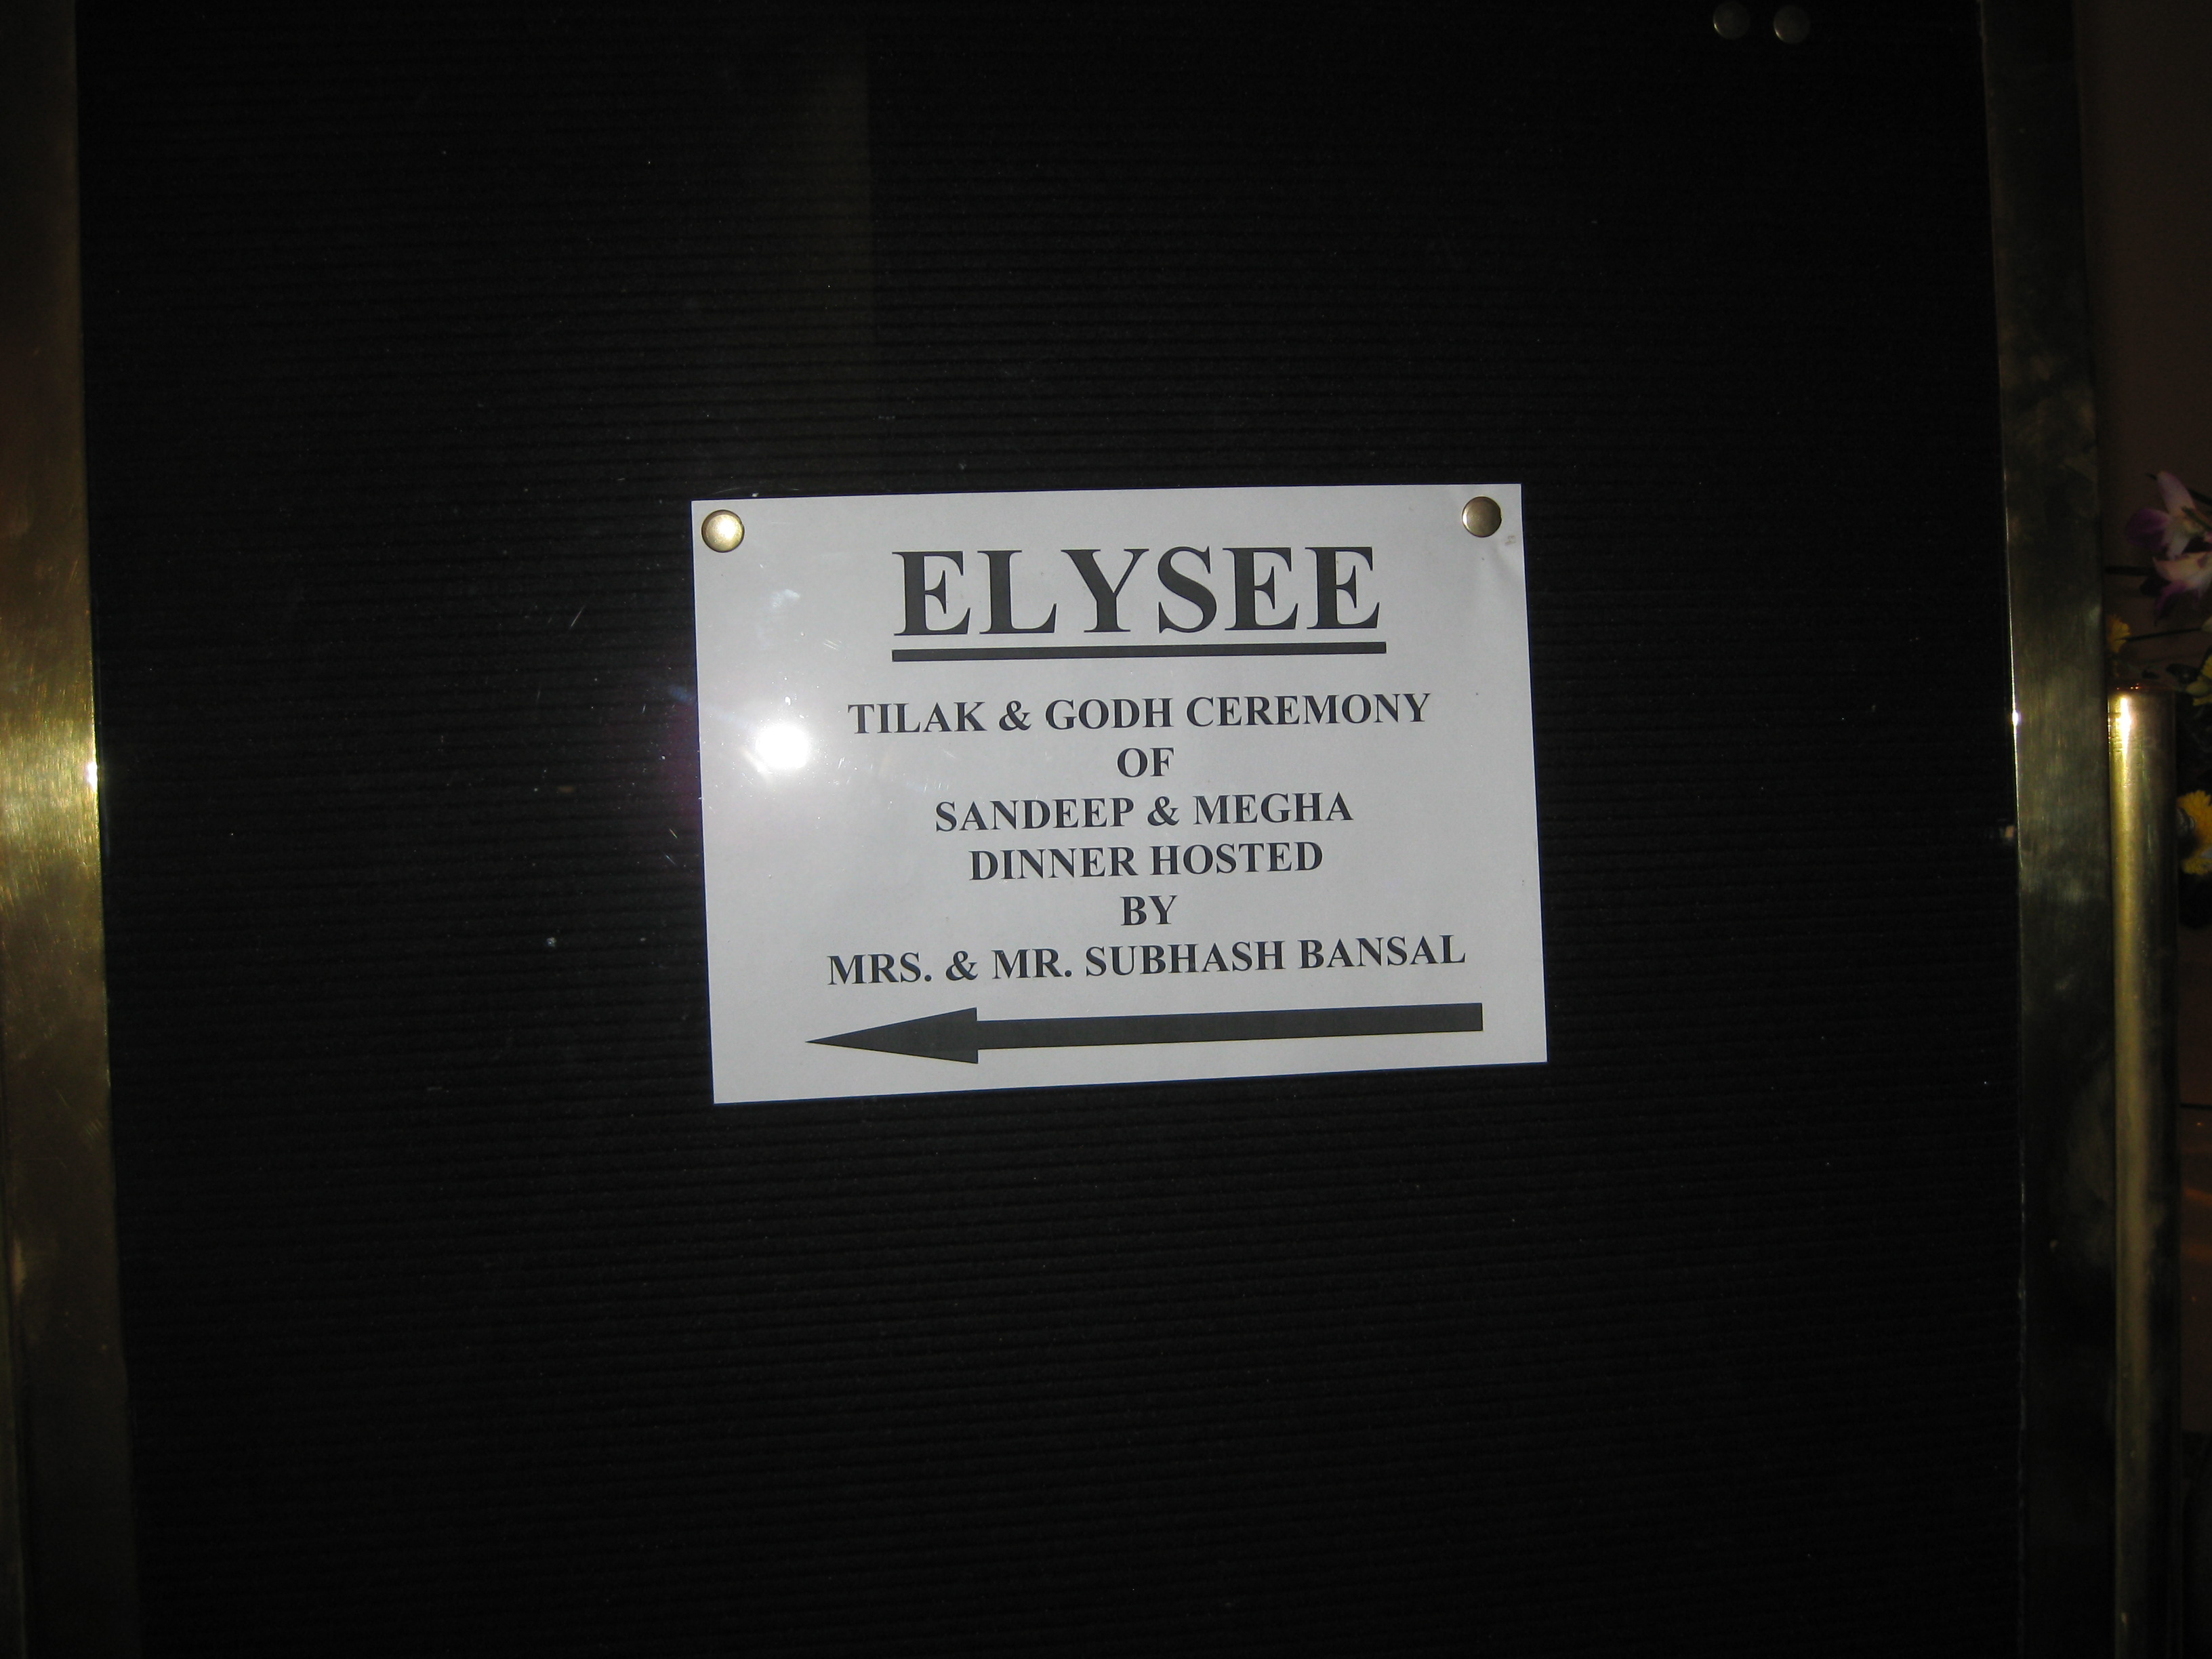 ELYSEE
TILAK & GODH CEREMONY
OF
SANDEEP & MEGHA
DINNER HOSTED
BY
MRS. & MR. SUBHASH BANSAL